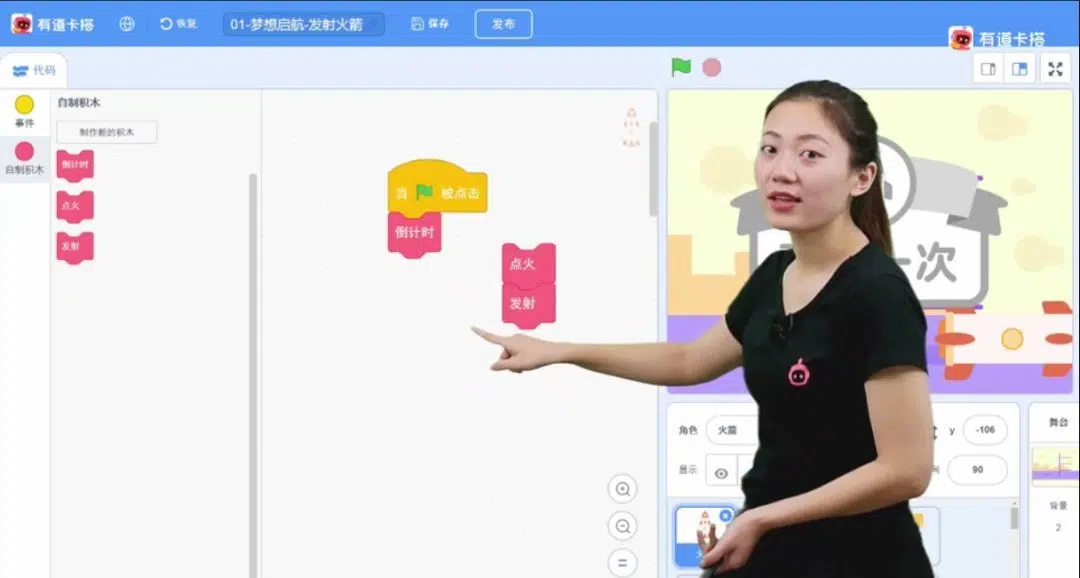 有道卡搭
恢复
01-梦想启航-发射火箭
保存
发布
有道卡搭
代码
事件
自制积木
自制积木
制作新的积木
倒计时
点火
发射
当 被点击
倒计时
点火
发射
一次
角色 火箭
y -106
显示
90
舞台
背景
2